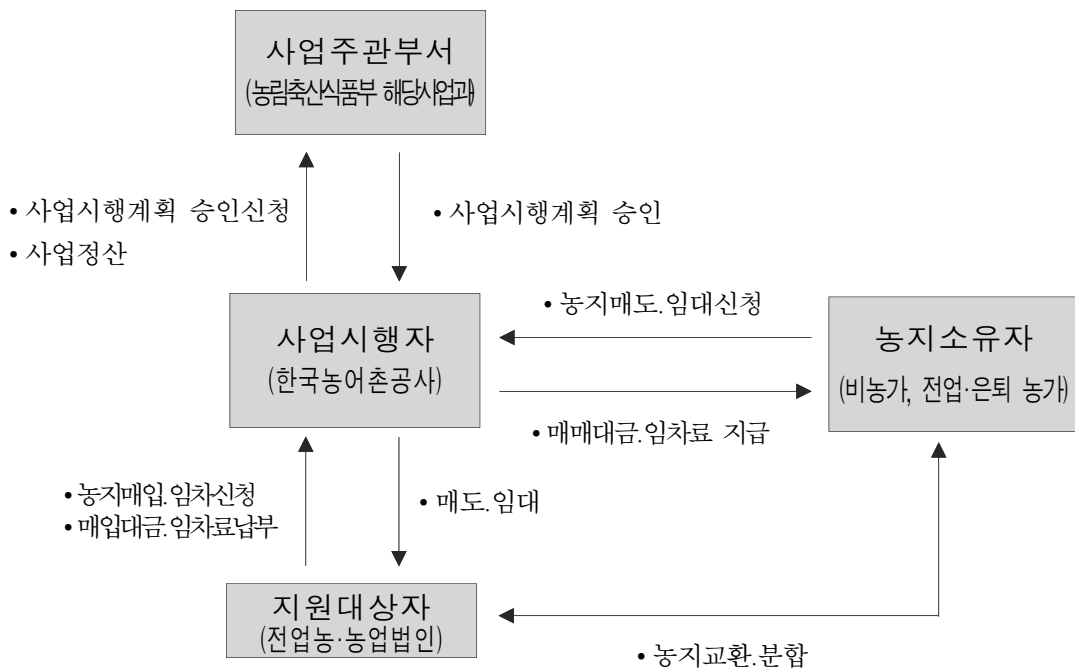 사업주관부서
(농림축산식품부 해당사업과)
• 사업시행계획 승인신청
• 사업정산
• 사업시행계획 승인
사업시행자
(한국농어촌공사)
• 농지매도.임대신청
농지소유자
(비농가, 전업·은퇴 농가)
• 매매대금.임차료 지급
• 농지매입.임차신청
• 매입대금.임차료납부
• 매도.임대
지원대상자
(전업농·농업법인)
• 농지교환.분합